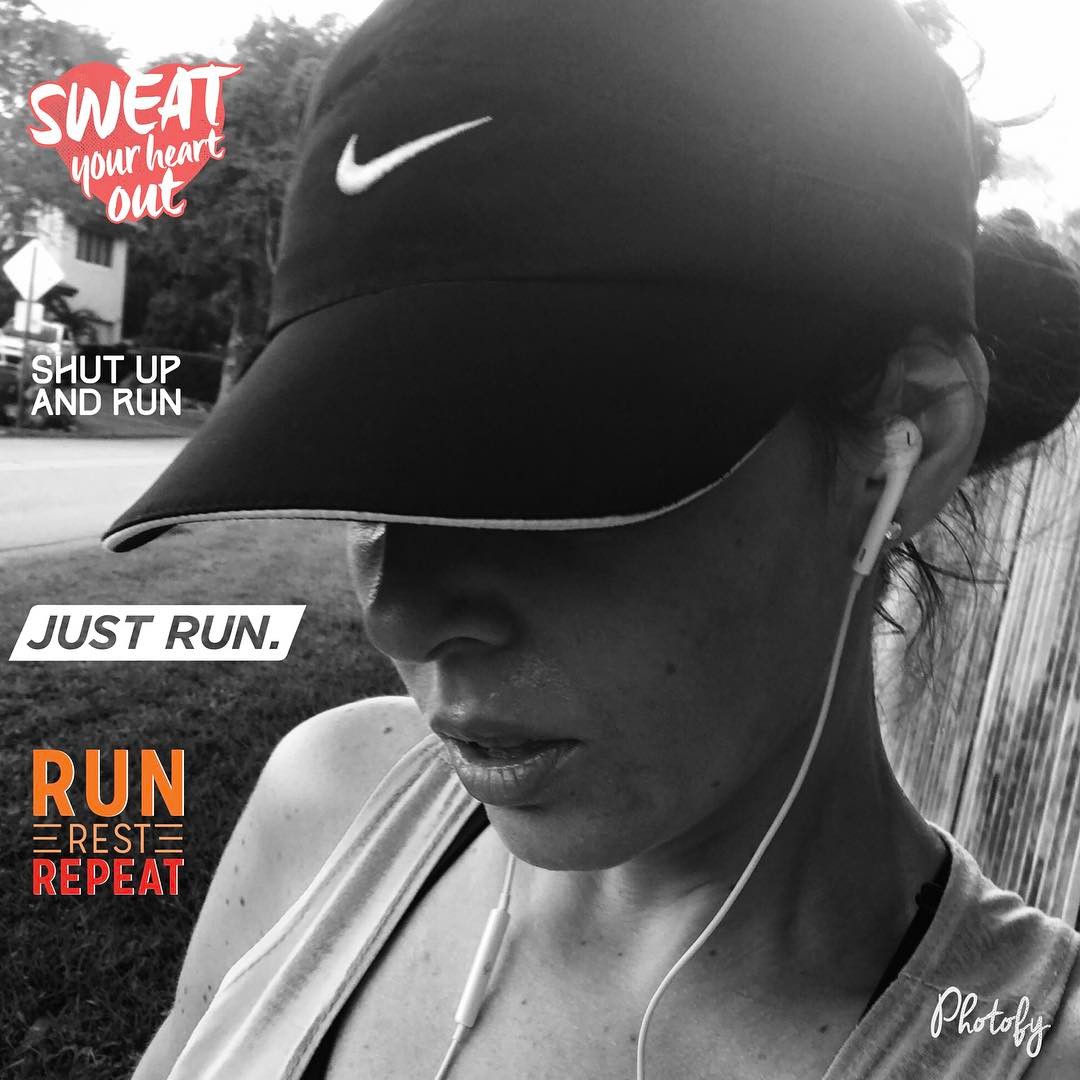 SWEAT
your heart
out
SHUT UP
AND RUN
JUST RUN.
RUN
REST
REPEAT
Photofy